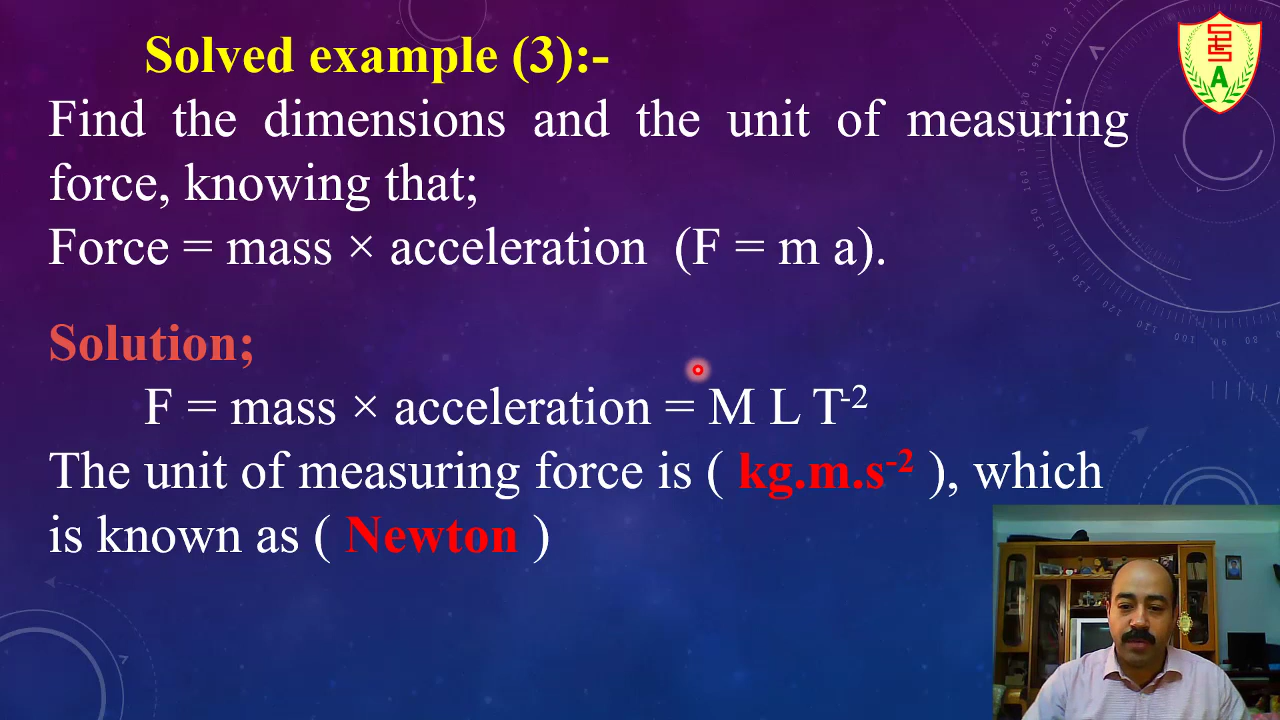 Solved example (3):-
Find the dimensions and the unit of measuring
force, knowing that;
Force = mass × acceleration (F = m a).
Solution;
F = mass × acceleration = M L T⁻²
The unit of measuring force is ( kg.m.s⁻² ), which
is known as ( Newton )